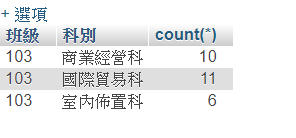 + 選項
班級 科別 count(*)
103 商業經營科 10
103 國際貿易科 11
103 室內佈置科 6